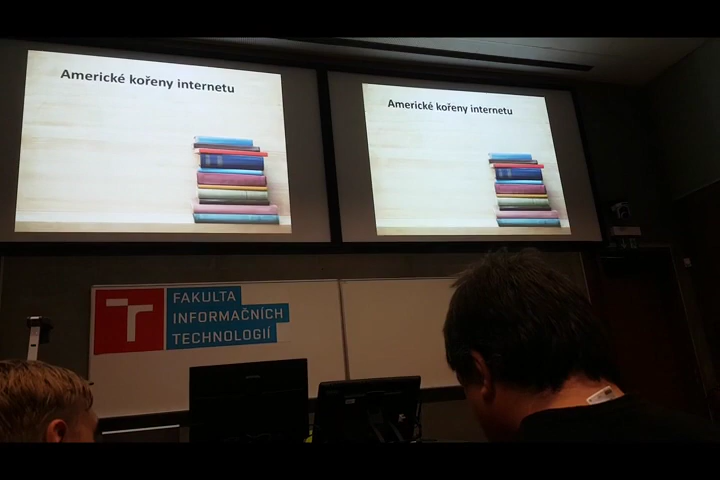 Americké kořeny internetu
Americké kořeny internetu
FAKULTA
INFORMAČNÍCH
TECHNOLOGIÍ